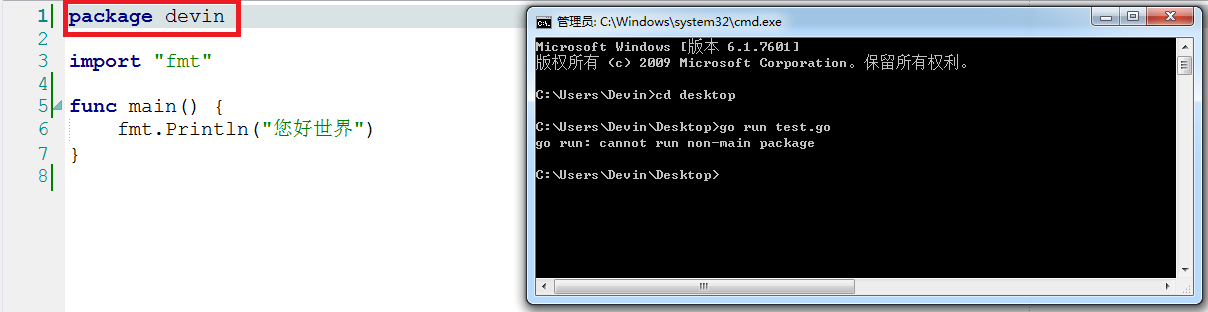 1 package devin
2
3 import "fmt"
4
5 func main() {
6 fmt.Println("您好世界")
7 }
8
管理员: C:\Windows\system32\cmd.exe
Microsoft Windows [版本 6.1.7601]
版权所有 (c) 2009 Microsoft Corporation。保留所有权利。
C:\Users\Devin>cd desktop
C:\Users\Devin\Desktop>go run test.go
go run: cannot run non-main package
C:\Users\Devin\Desktop>